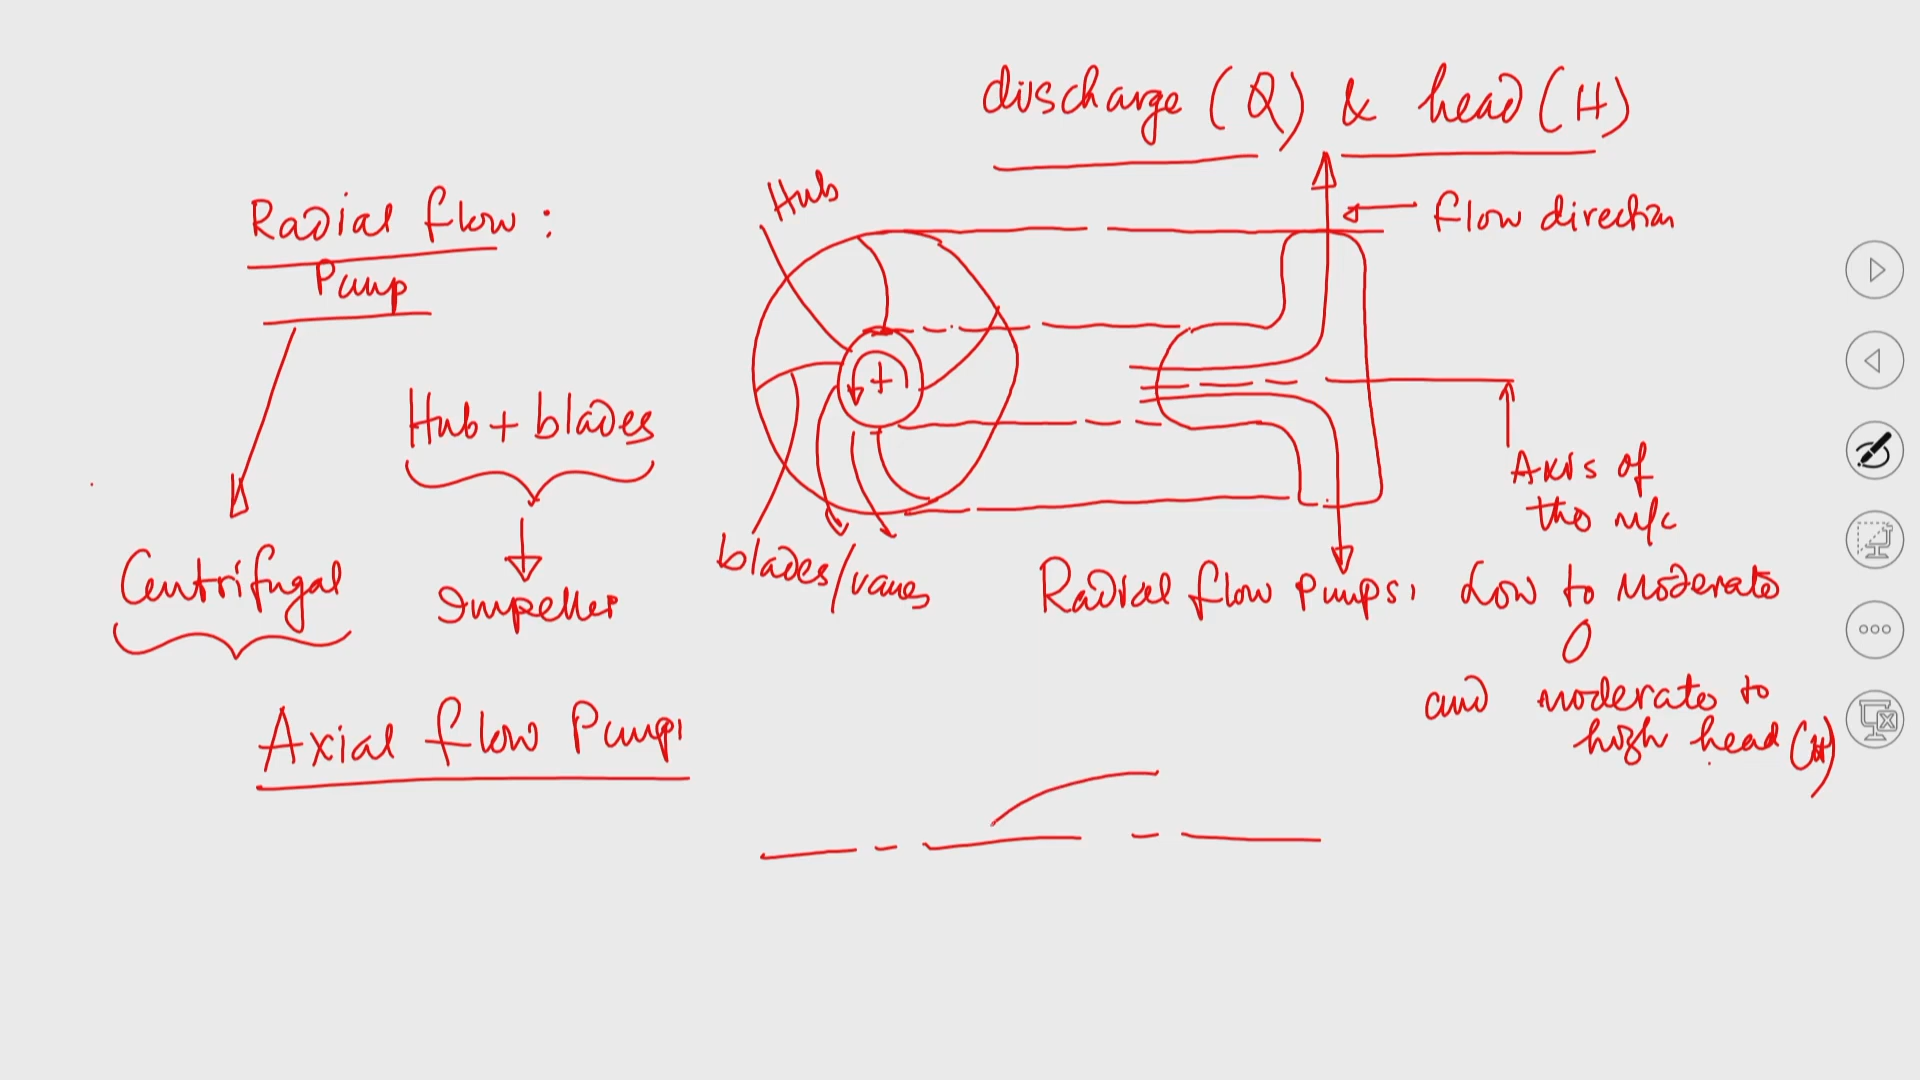 discharge (Q) & head (H)
Radial flow :
Pump
Hub
flow direction
Hub + blades
Axis of
the m/c
Centrifugal
Impeller
blades/vanes
Radial flow Pumps, Low to Moderate
Q
and moderate to
high head (H)
Axial flow Pump,